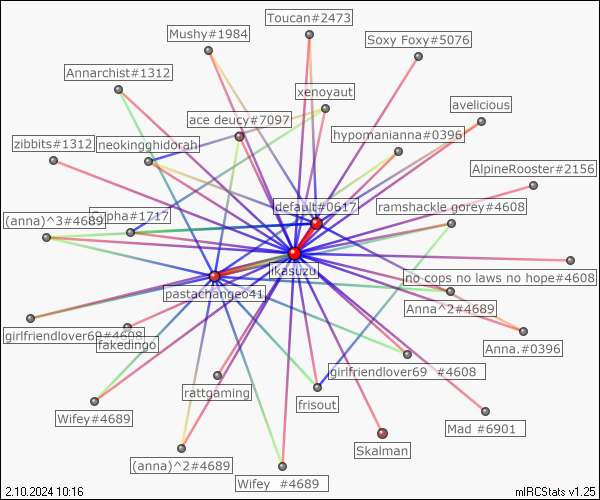 Toucan#2473
Mushy#1984
Soxy Foxy#5076
Annarchist#1312
xenoyaut
avelicious
ace deucy#7097
hypomanianna#0396
zibbits#1312
neokingghidorah
AlpineRooster#2156
default#0617
ramshackle gorey#4608
(anna)^3#4689
#1717
ikasuzu
no cops no laws no hope#4608
pastachangeo41
Anna^2#4689
girlfriendlover69#4608
fakedingo
Anna.#0396
girlfriendlover69 #4608
rattgaming
frisout
Wifey#4689
Mad #6901
Skalman
(anna)^2#4689
Wifey #4689
2.10.2024 10:16
mIRCStats v1.25